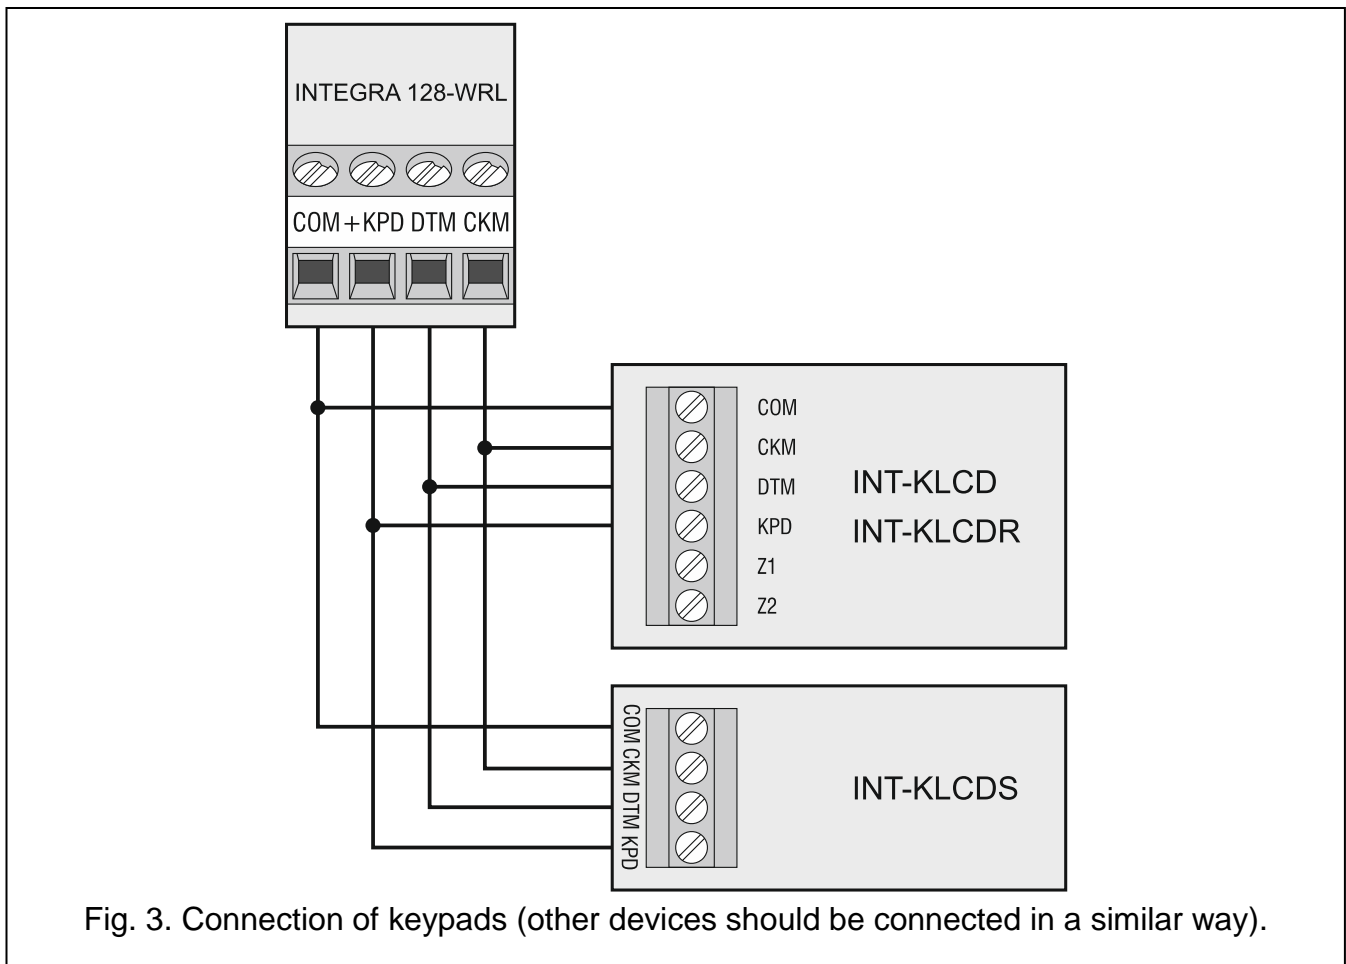 INTEGRA 128-WRL
COM +KPD DTM CKM
COM
CKM
DTM
KPD
Z1
Z2
INT-KLCD
INT-KLCDR
COM CKM DTM KPD
INT-KLCDS
Fig. 3. Connection of keypads (other devices should be connected in a similar way).